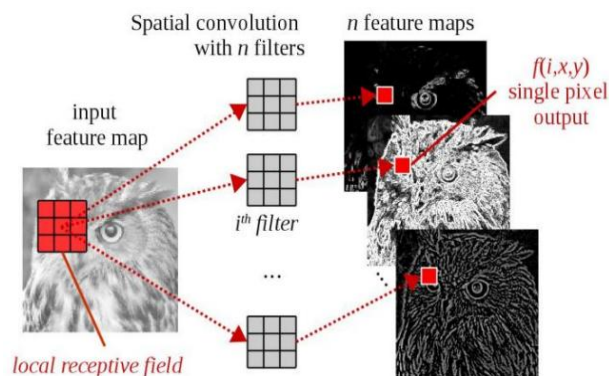 Spatial convolution
with n filters
n feature maps
f(i,x,y)
single pixel
output
input
feature map
ith filter
...
...
local receptive field